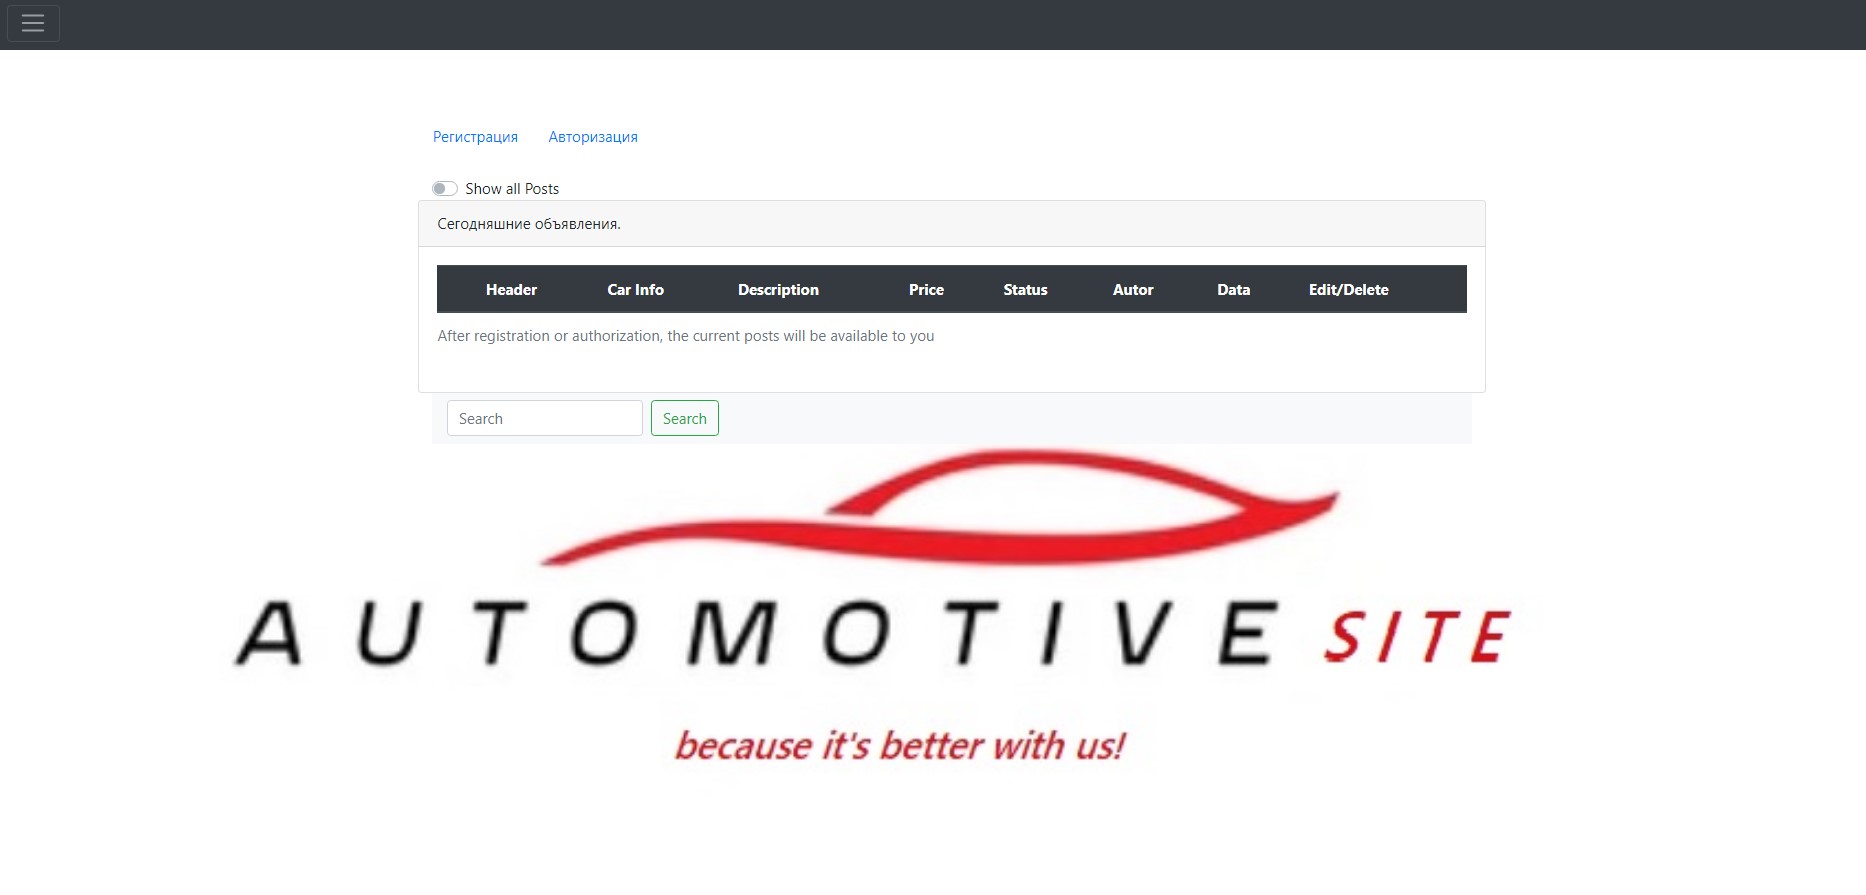 Регистрация Авторизация
Show all Posts
Сегодняшние объявления.
Header Car Info Description Price Status Autor Data Edit/Delete
After registration or authorization, the current posts will be available to you
Search Search
AUTOMOTIVE SITE
because it's better with us!